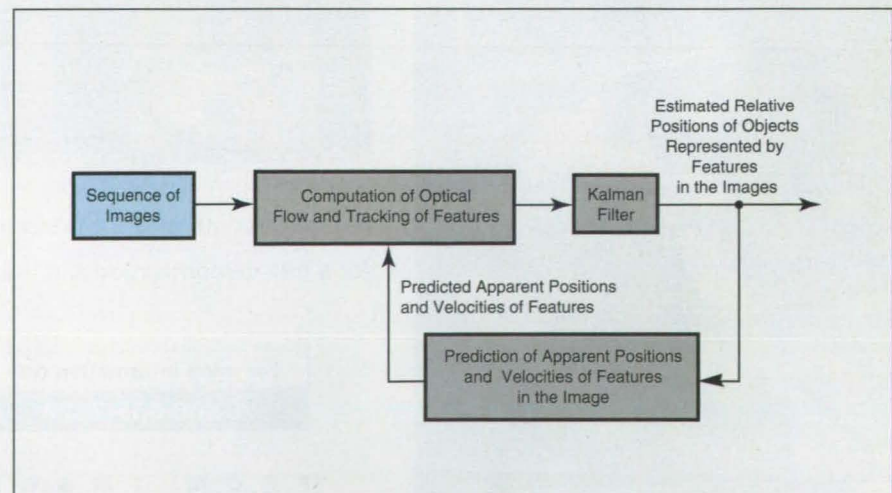 Estimated Relative
Positions of Objects
Represented by
Features
in the Images
Sequence of
Images
Computation of Optical
Flow and Tracking of Features
Kalman
Filter
Predicted Apparent Positions
and Velocities of Features
Prediction of Apparent Positions
and Velocities of Features
in the Image